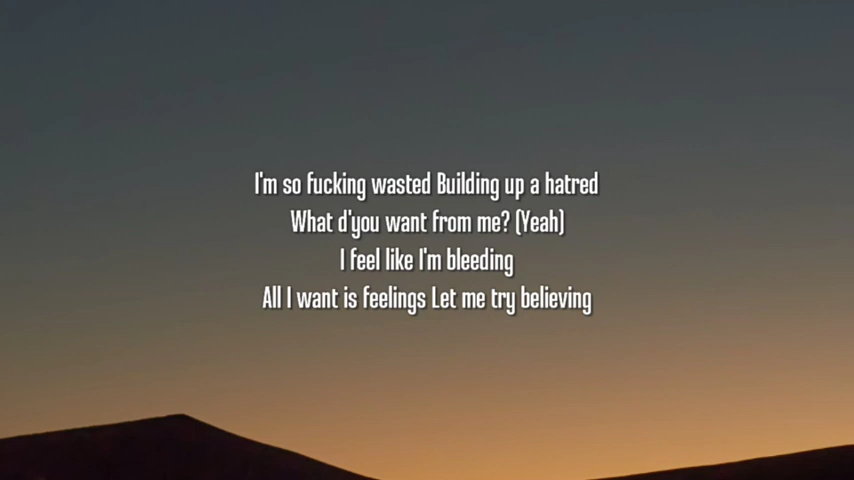 I'm so fucking wasted Building up a hatred
What d'you want from me? (Yeah)
I feel like I'm bleeding
All I want is feelings Let me try believing